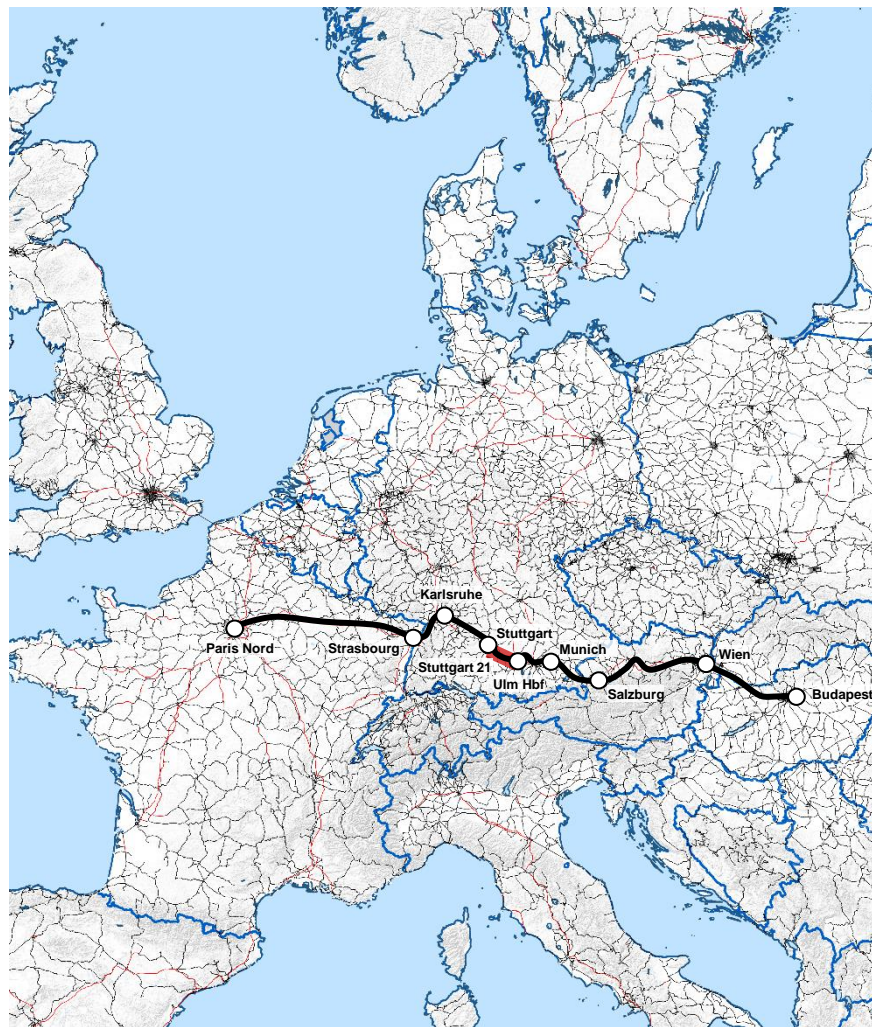 Karlsruhe
Stuttgart
Paris Nord
Strasbourg
Munich
Wien
Stuttgart 21
Ulm Hbf
Salzburg
Budapest